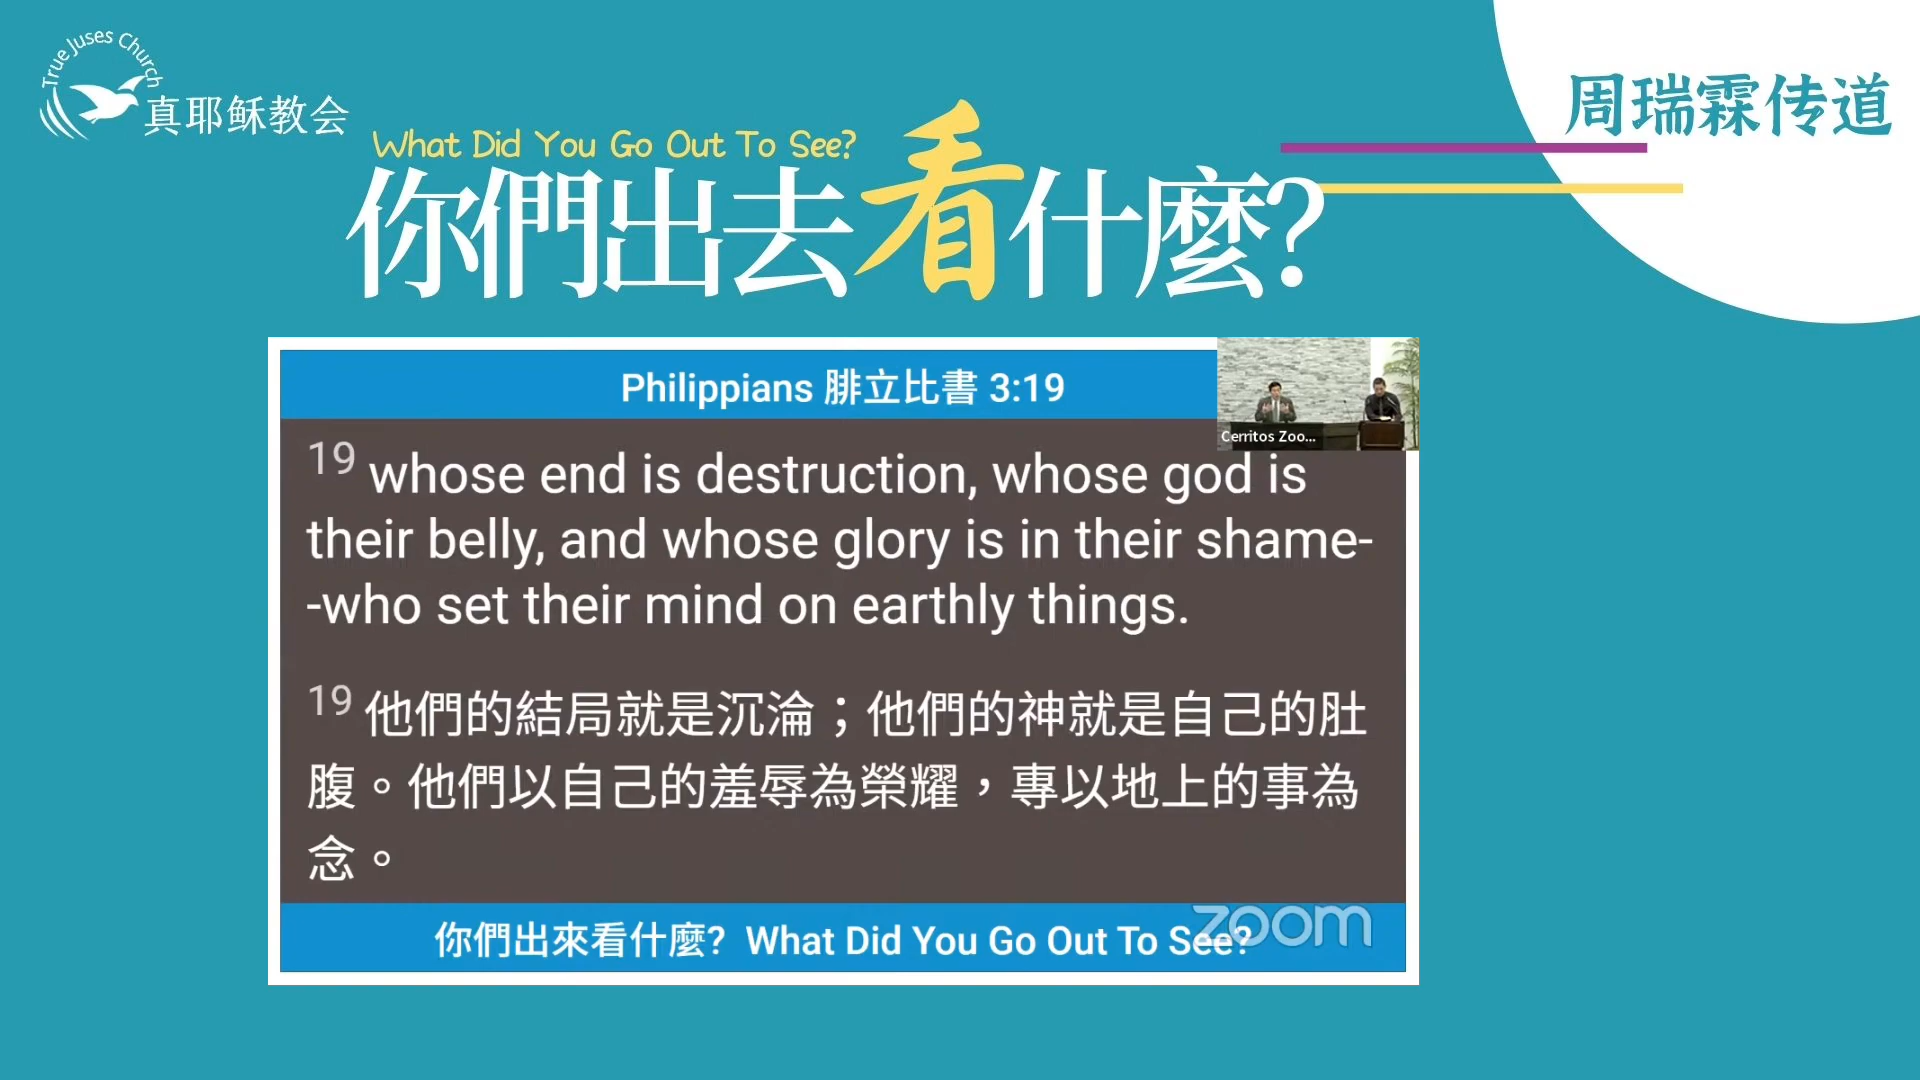 True Juses Church
真耶稣教会
周瑞霖传道
What Did You Go Out To See?
你們出去看什麼?
Philippians 腓立比書 3:19
Cerritos Zoo...
19 whose end is destruction, whose god is
their belly, and whose glory is in their shame-
-who set their mind on earthly things.
19 他們的結局就是沉淪；他們的神就是自己的肚
腹。他們以自己的羞辱為榮耀，專以地上的事為
念。
你們出來看什麼? What Did You Go Out To See?
zoom